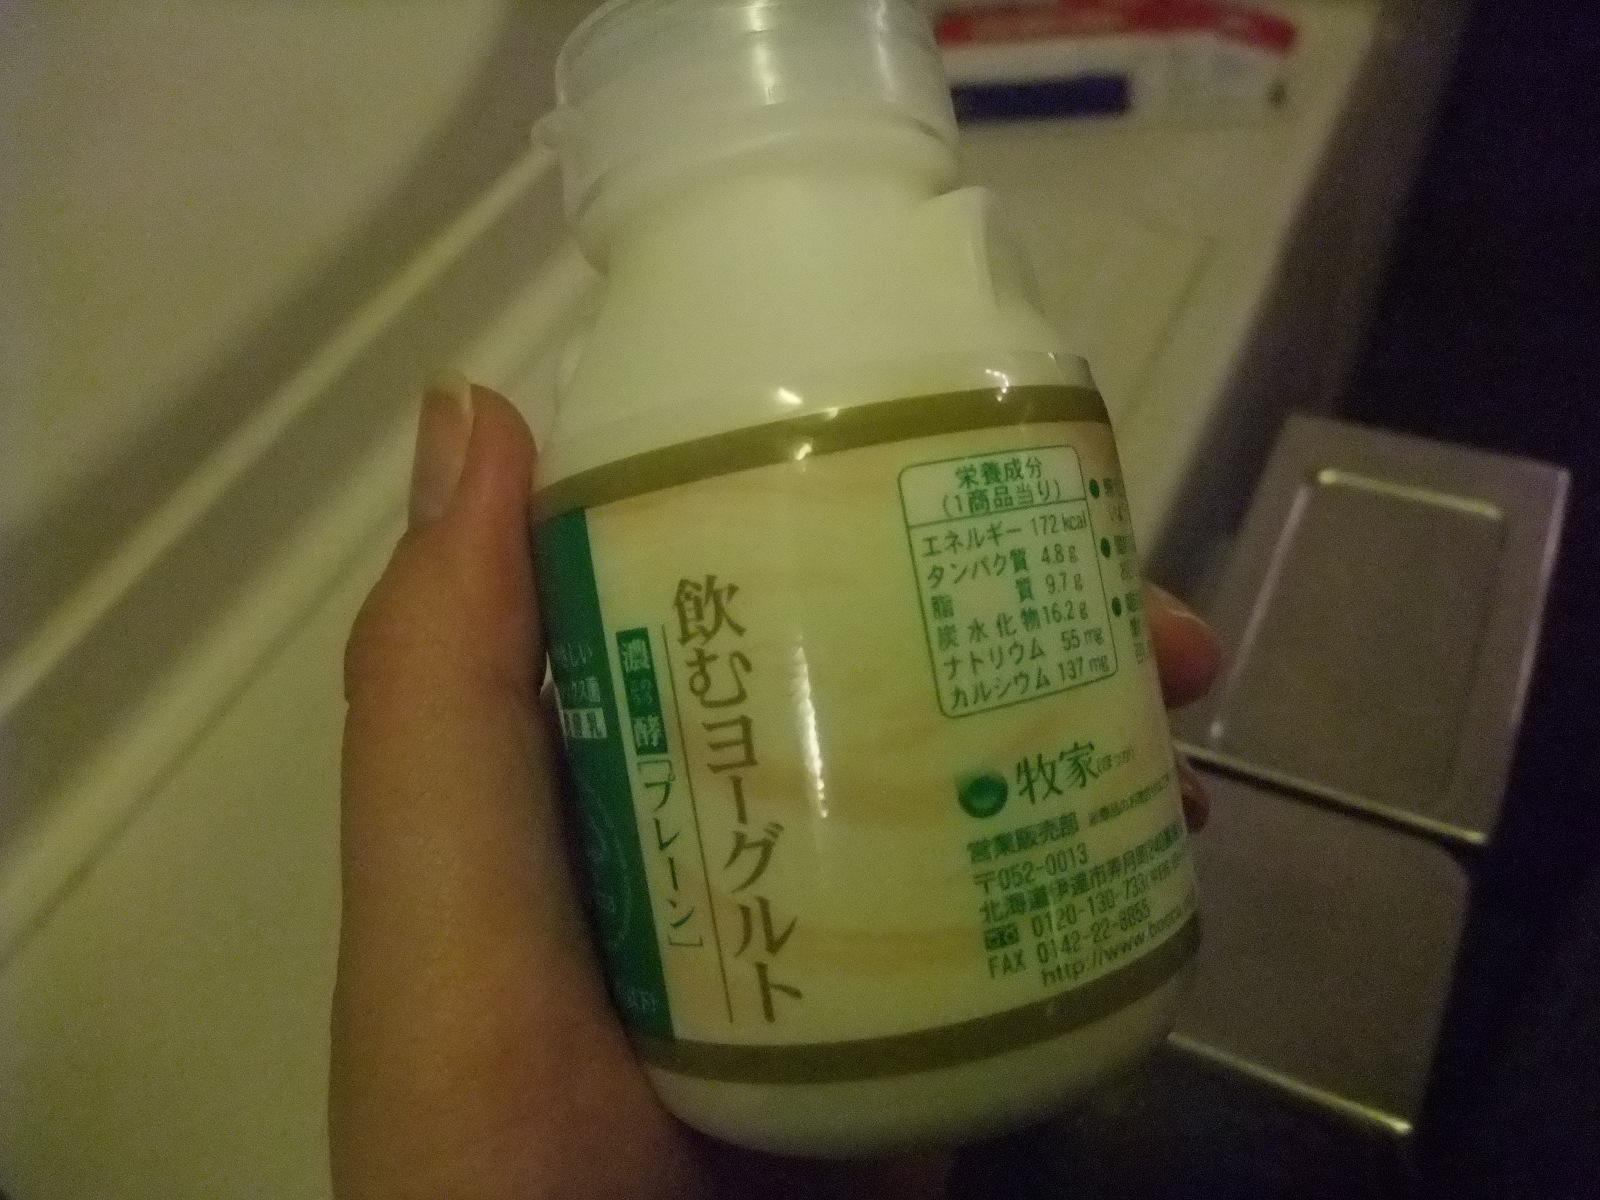 飲むヨーグルト
濃
酵
[プレーン]
栄養成分
(1商品当り)
エネルギー 172 kcal
タンパク質 4.8 g
脂 質 9.7 g
炭水化物 16.2 g
ナトリウム 55 mg
カルシウム 137 mg
牧家
営業販売部
〒052-0013
北海道伊達市弄月町
0120-130-733
FAX 0142-22-8855
http://www.